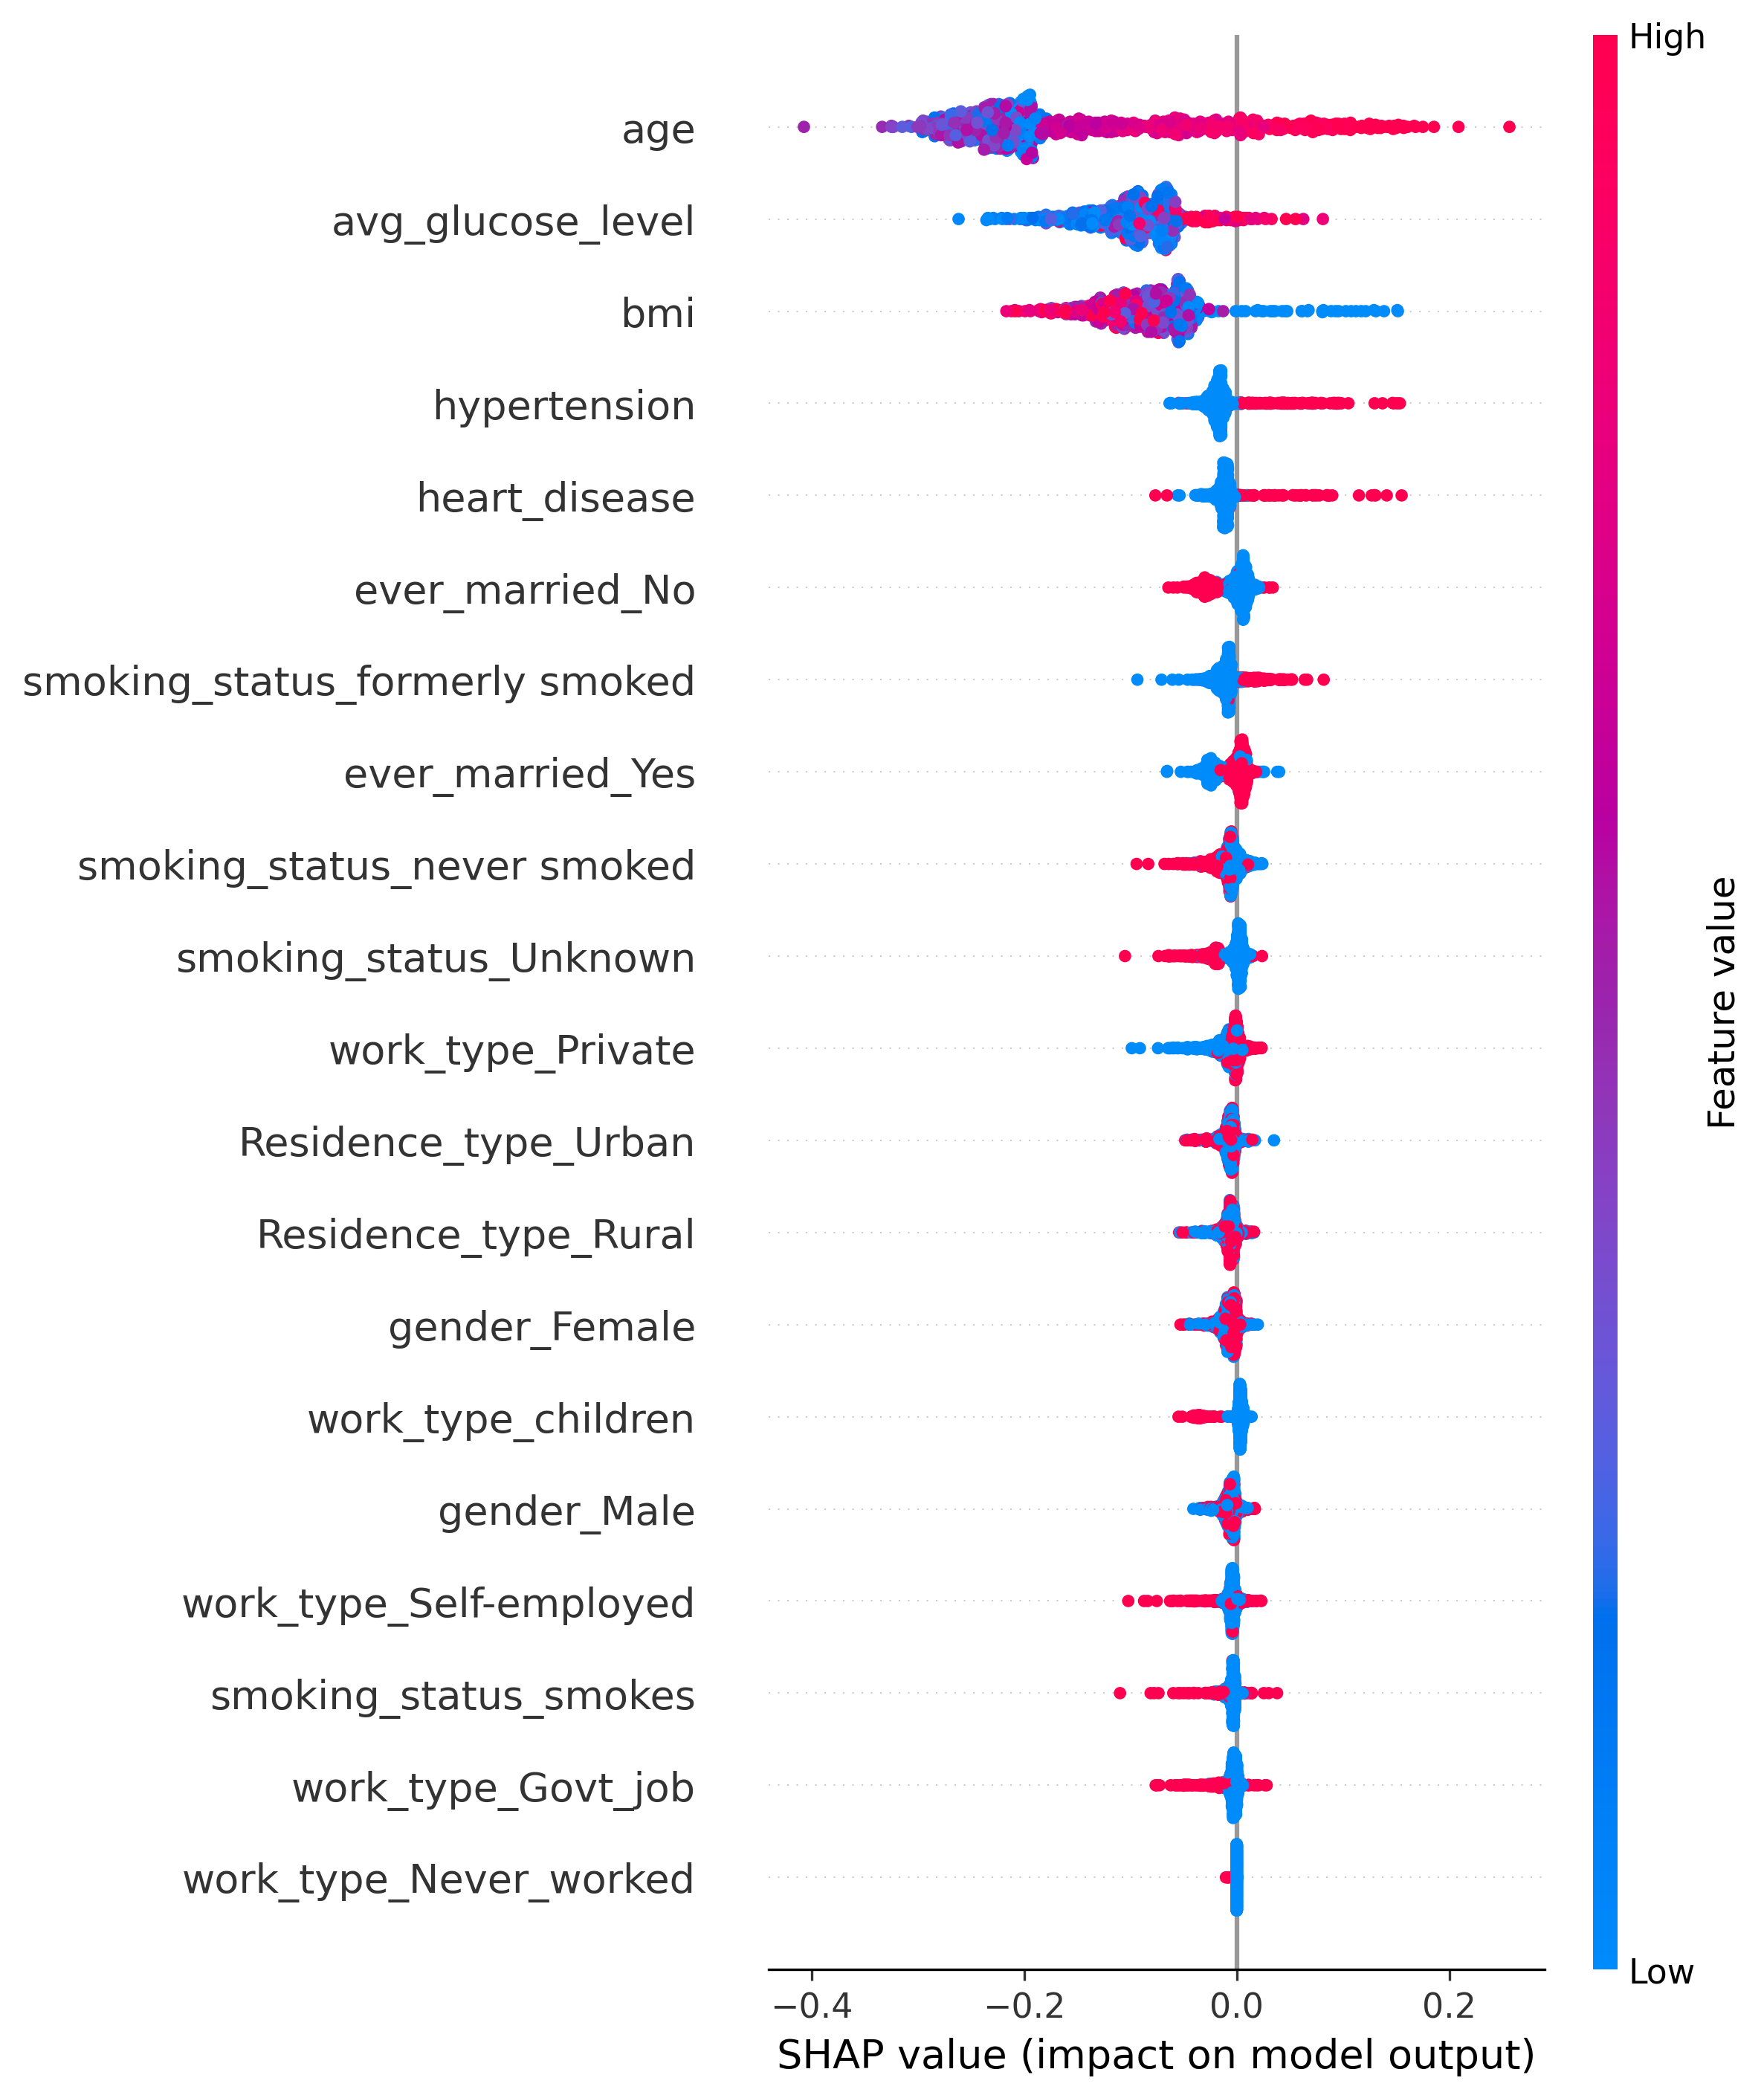 High
age
avg_glucose_level
bmi
hypertension
heart_disease
ever_married_No
smoking_status_formerly smoked
ever_married_Yes
smoking_status_never smoked
smoking_status_Unknown
work_type_Private
Residence_type_Urban
Residence_type_Rural
gender_Female
work_type_children
gender_Male
work_type_Self-employed
smoking_status_smokes
work_type_Govt_job
work_type_Never_worked
Feature value
Low
−0.4 −0.2 0.0 0.2
SHAP value (impact on model output)